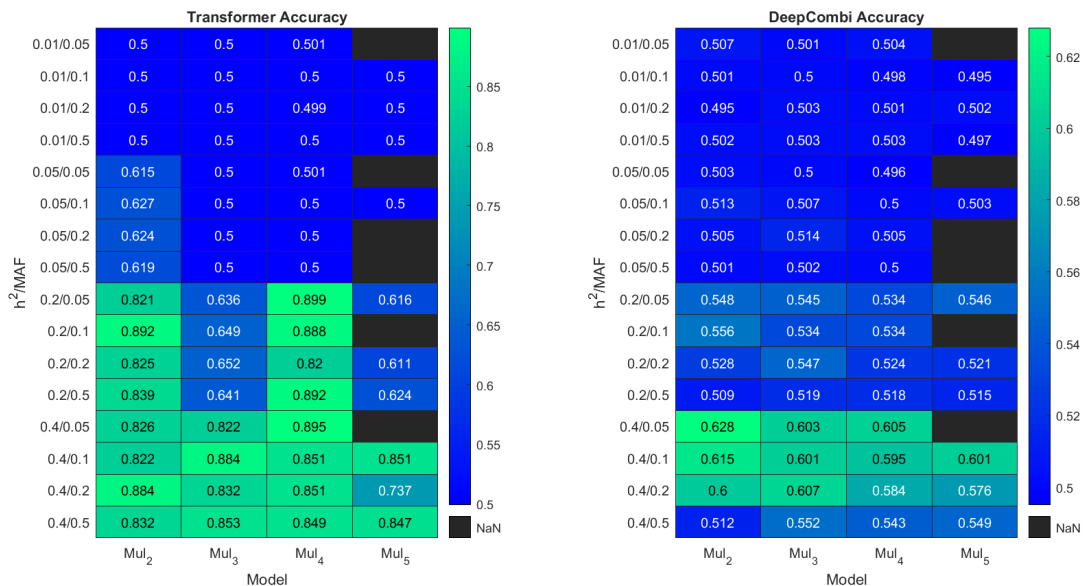 Transformer Accuracy
h²/MAF
0.01/0.05 0.5 0.5 0.501
0.01/0.1 0.5 0.5 0.5 0.5
0.01/0.2 0.5 0.5 0.499 0.5
0.01/0.5 0.5 0.5 0.5 0.5
0.05/0.05 0.615 0.5 0.501
0.05/0.1 0.627 0.5 0.5 0.5
0.05/0.2 0.624 0.5 0.5
0.05/0.5 0.619 0.5 0.5
0.2/0.05 0.821 0.636 0.899 0.616
0.2/0.1 0.892 0.649 0.888
0.2/0.2 0.825 0.652 0.82 0.611
0.2/0.5 0.839 0.641 0.892 0.624
0.4/0.05 0.826 0.822 0.895
0.4/0.1 0.822 0.884 0.851 0.851
0.4/0.2 0.884 0.832 0.851 0.737
0.4/0.5 0.832 0.853 0.849 0.847
Mul₂ Mul₃ Mul₄ Mul₅
Model
0.85
0.8
0.75
0.7
0.65
0.6
0.55
0.5
NaN
DeepCombi Accuracy
h²/MAF
0.01/0.05 0.507 0.501 0.504
0.01/0.1 0.501 0.5 0.498 0.495
0.01/0.2 0.495 0.503 0.501 0.502
0.01/0.5 0.502 0.503 0.503 0.497
0.05/0.05 0.503 0.5 0.496
0.05/0.1 0.513 0.507 0.5 0.503
0.05/0.2 0.505 0.514 0.505
0.05/0.5 0.501 0.502 0.5
0.2/0.05 0.548 0.545 0.534 0.546
0.2/0.1 0.556 0.534 0.534
0.2/0.2 0.528 0.547 0.524 0.521
0.2/0.5 0.509 0.519 0.518 0.515
0.4/0.05 0.628 0.603 0.605
0.4/0.1 0.615 0.601 0.595 0.601
0.4/0.2 0.6 0.607 0.584 0.576
0.4/0.5 0.512 0.552 0.543 0.549
Mul₂ Mul₃ Mul₄ Mul₅
Model
0.62
0.6
0.58
0.56
0.54
0.52
0.5
NaN